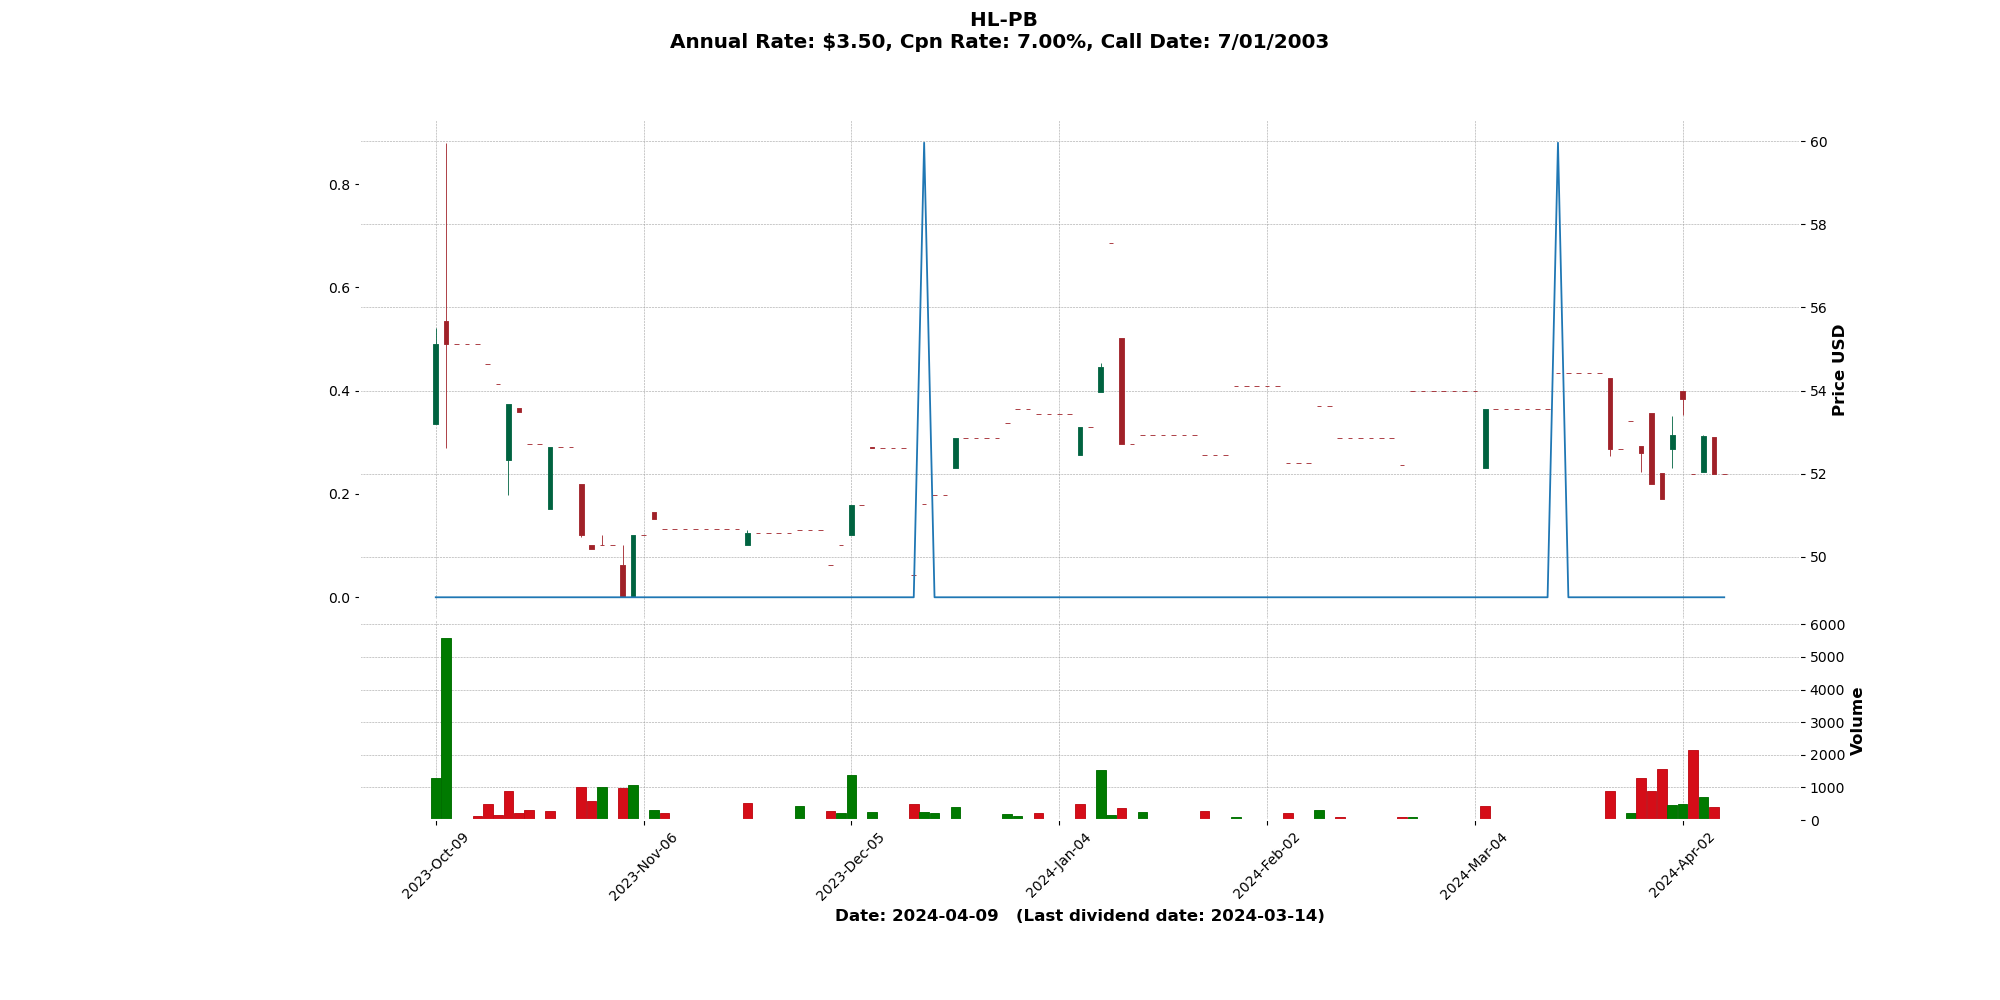 HL-PB
Annual Rate: $3.50, Cpn Rate: 7.00%, Call Date: 7/01/2003
0.8
0.6
0.4
0.2
0.0
60
58
56
54
52
50
Price USD
6000
5000
4000
3000
2000
1000
0
Volume
2023-Oct-09
2023-Nov-06
2023-Dec-05
2024-Jan-04
2024-Feb-02
2024-Mar-04
2024-Apr-02
Date: 2024-04-09   (Last dividend date: 2024-03-14)